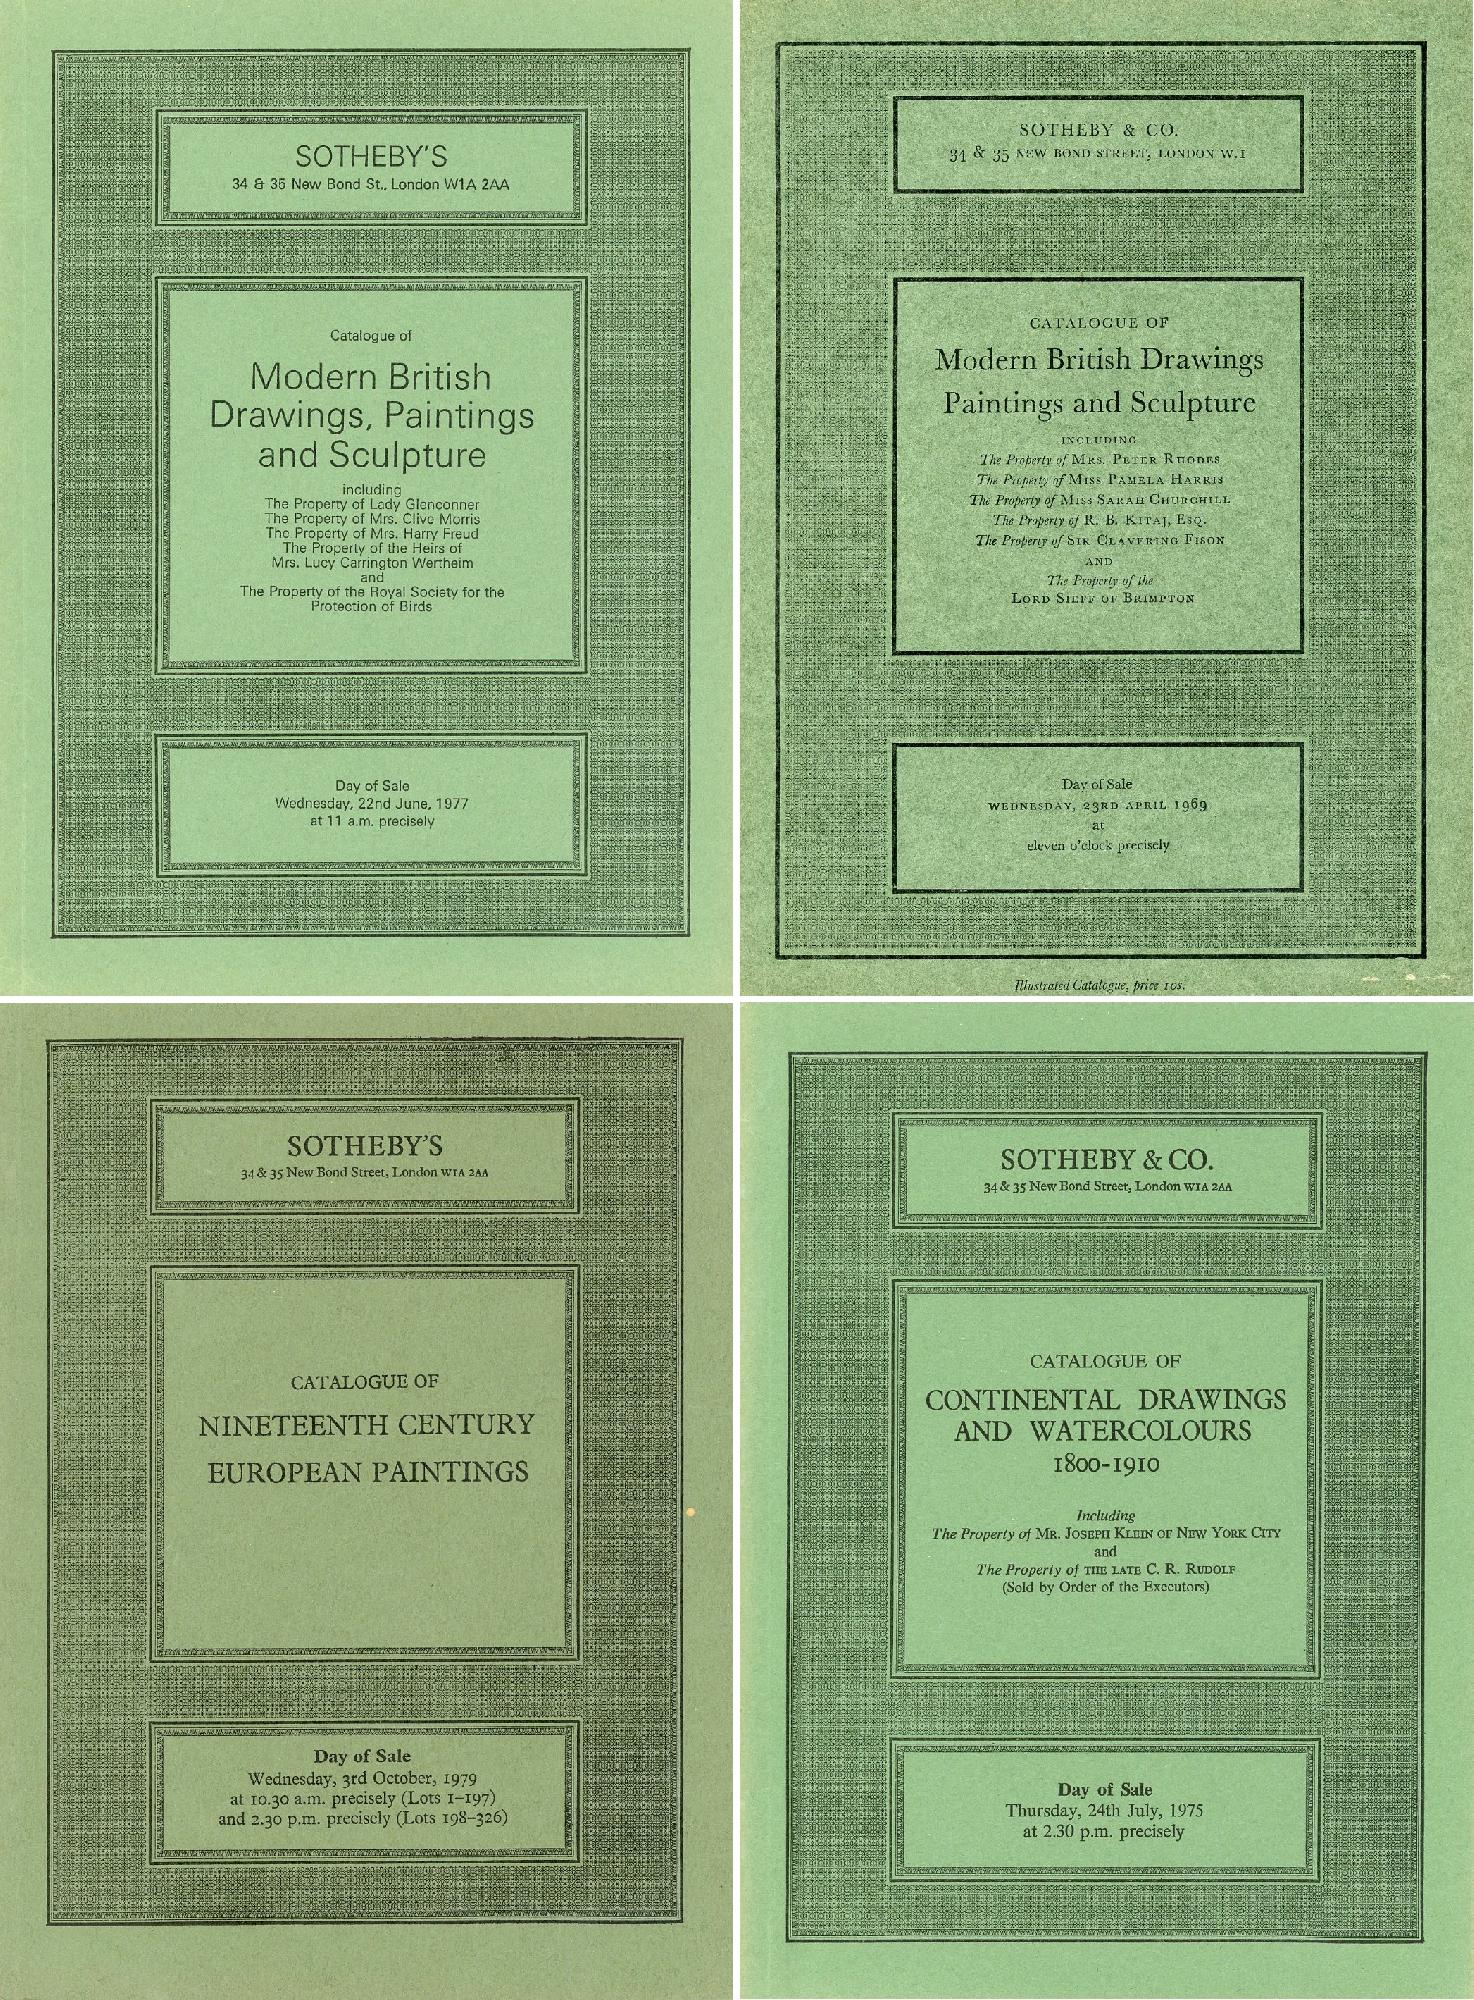 SOTHEBY'S
34 & 35 New Bond St., London W1A 2AA
Catalogue of
Modern British
Drawings, Paintings
and Sculpture
including
The Property of Lady Glenconner
The Property of Mrs. Clive Morris
The Property of Mrs. Harry Freud
The Property of the Heirs of
Mrs. Lucy Carrington Wertheim
and
The Property of the Royal Society for the
Protection of Birds
Day of Sale
Wednesday, 22nd June, 1977
at 11 a.m. precisely
SOTHEBY & CO.
34 & 35 NEW BOND STREET, LONDON W.1
CATALOGUE OF
Modern British Drawings
Paintings and Sculpture
INCLUDING
The Property of MRS. PETER RHODES
The Property of MISS PAMELA HARRIS
The Property of MISS SARAH CHURCHILL
The Property of R. B. KITAJ, ESQ.
The Property of SIR CLAVERING FISON
AND
The Property of the
LORD SIEFF OF BRIMPTON
Day of Sale
WEDNESDAY, 23RD APRIL 1969
at
eleven o'clock precisely
Illustrated Catalogue, price 10s.
SOTHEBY'S
34 & 35 New Bond Street, London W1A 2AA
CATALOGUE OF
NINETEENTH CENTURY
EUROPEAN PAINTINGS
Day of Sale
Wednesday, 3rd October, 1979
at 10.30 a.m. precisely (Lots 1–197)
and 2.30 p.m. precisely (Lots 198–326)
SOTHEBY & CO.
34 & 35 New Bond Street, London W1A 2AA
CATALOGUE OF
CONTINENTAL DRAWINGS
AND WATERCOLOURS
1800-1910
Including
The Property of MR. JOSEPH KLEIN OF NEW YORK CITY
and
The Property of THE LATE C. R. RUDOLF
(Sold by Order of the Executors)
Day of Sale
Thursday, 24th July, 1975
at 2.30 p.m. precisely